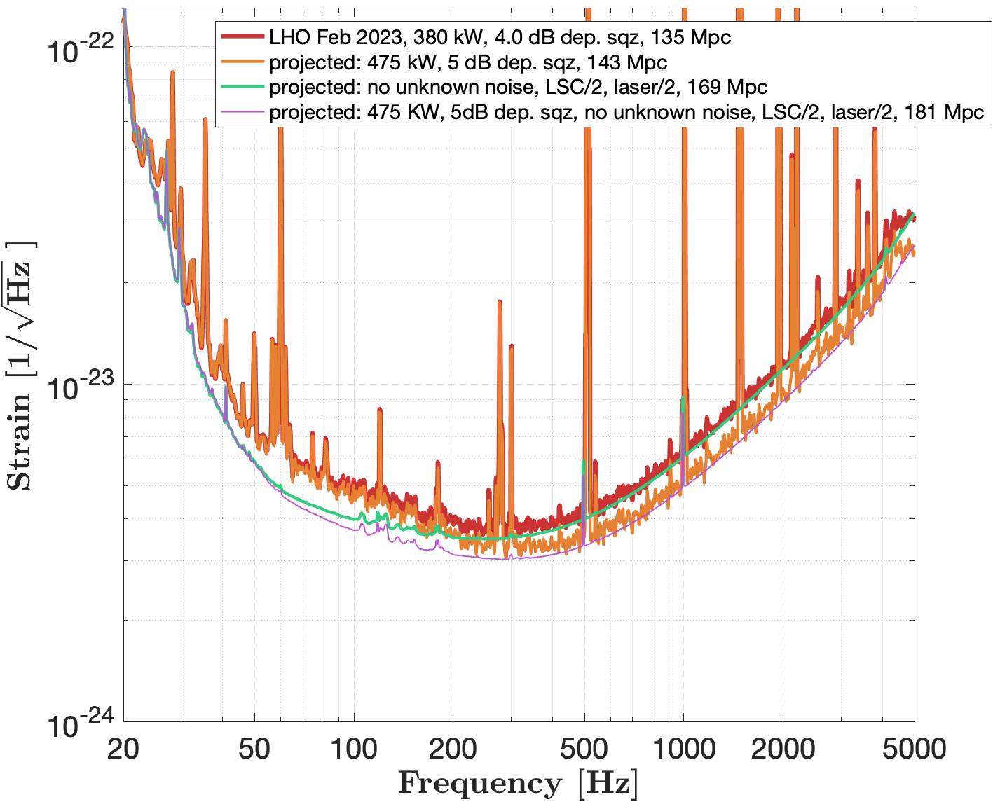 10-22
LHO Feb 2023, 380 kW, 4.0 dB dep. sqz, 135 Mpc
projected: 475 kW, 5 dB dep. sqz, 143 Mpc
projected: no unknown noise, LSC/2, laser/2, 169 Mpc
projected: 475 KW, 5dB dep. sqz, no unknown noise, LSC/2, laser/2, 181 Mpc
Strain [1/√Hz ]
10-23
10-24
20 50 100 200 500 1000 2000 5000
Frequency [Hz]